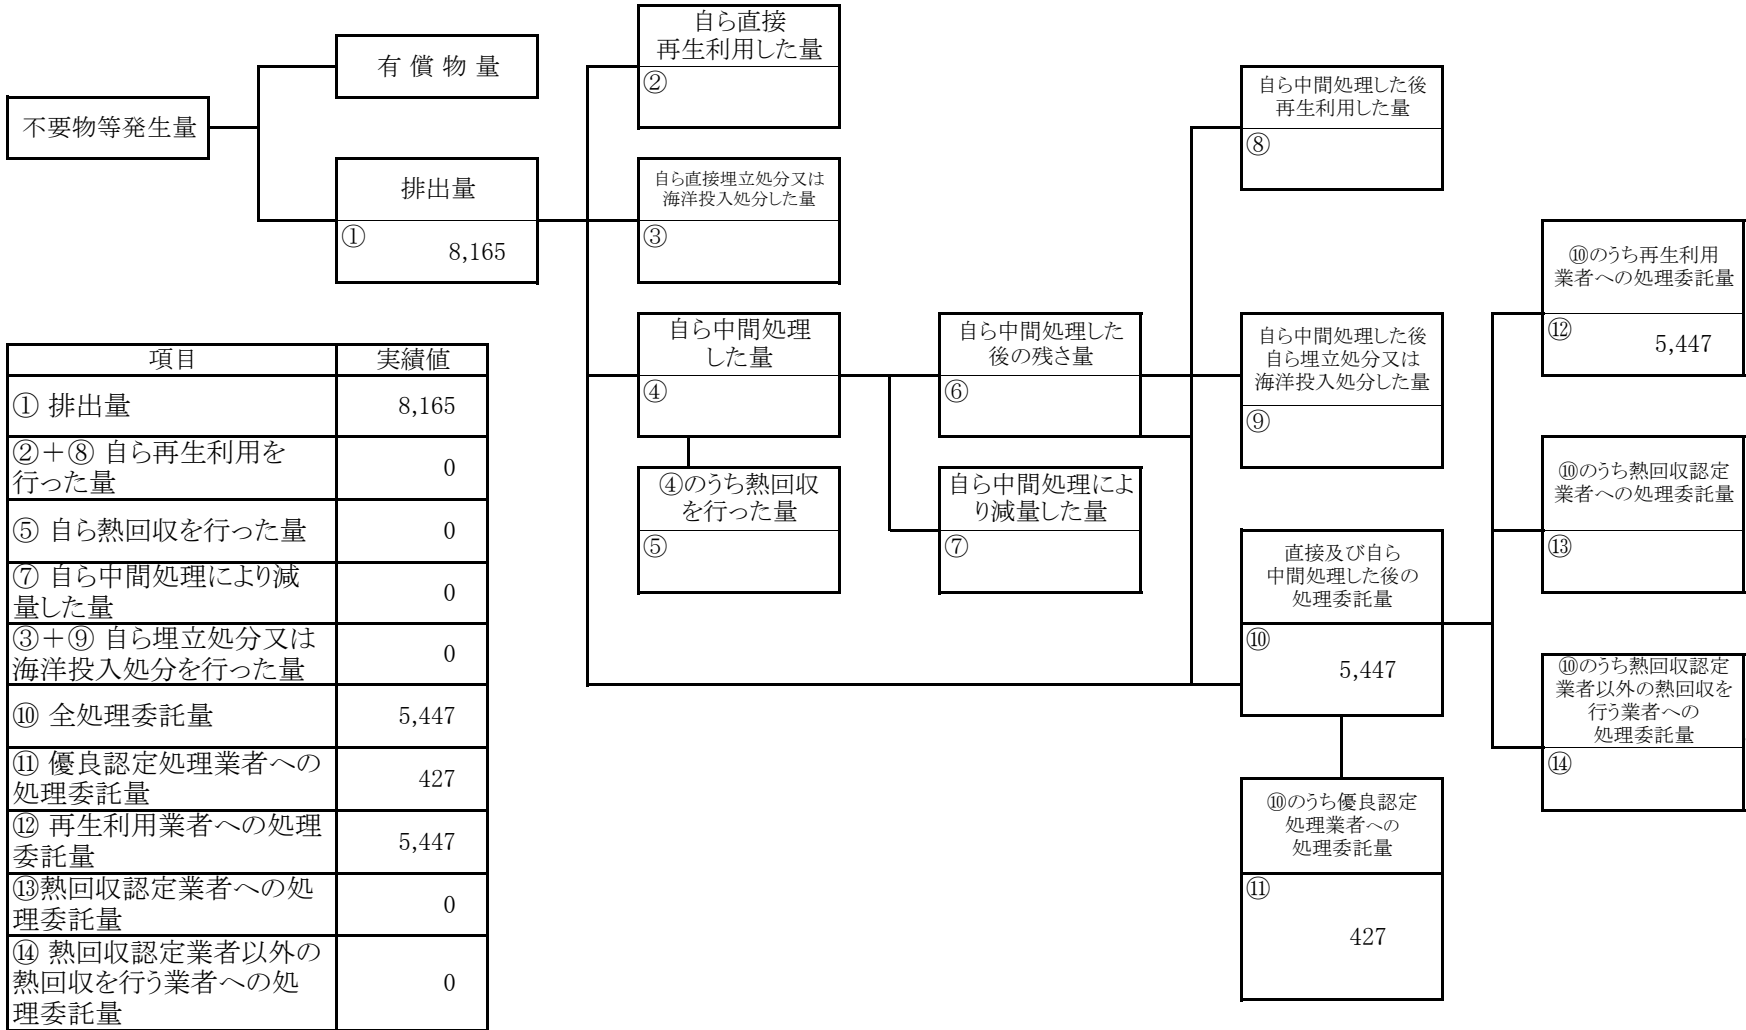 不要物等発生量
有 償 物 量
排出量
①
8,165
自ら直接
再生利用した量
②
自ら直接埋立処分又は
海洋投入処分した量
③
自ら中間処理
した量
④
④のうち熱回収
を行った量
⑤
自ら中間処理した
後の残さ量
⑥
自ら中間処理によ
り減量した量
⑦
自ら中間処理した後
再生利用した量
⑧
自ら中間処理した後
自ら埋立処分又は
海洋投入処分した量
⑨
直接及び自ら
中間処理した後の
処理委託量
⑩
5,447
⑩のうち優良認定
処理業者への
処理委託量
⑪
427
⑩のうち再生利用
業者への処理委託量
⑫
5,447
⑩のうち熱回収認定
業者への処理委託量
⑬
⑩のうち熱回収認定
業者以外の熱回収を
行う業者への
処理委託量
⑭
項目 実績値
① 排出量 8,165
②＋⑧ 自ら再生利用を
行った量 0
⑤ 自ら熱回収を行った量 0
⑦ 自ら中間処理により減
量した量 0
③＋⑨ 自ら埋立処分又は
海洋投入処分を行った量 0
⑩ 全処理委託量 5,447
⑪ 優良認定処理業者への
処理委託量 427
⑫ 再生利用業者への処理
委託量 5,447
⑬熱回収認定業者への処
理委託量 0
⑭ 熱回収認定業者以外の
熱回収を行う業者への処
理委託量 0